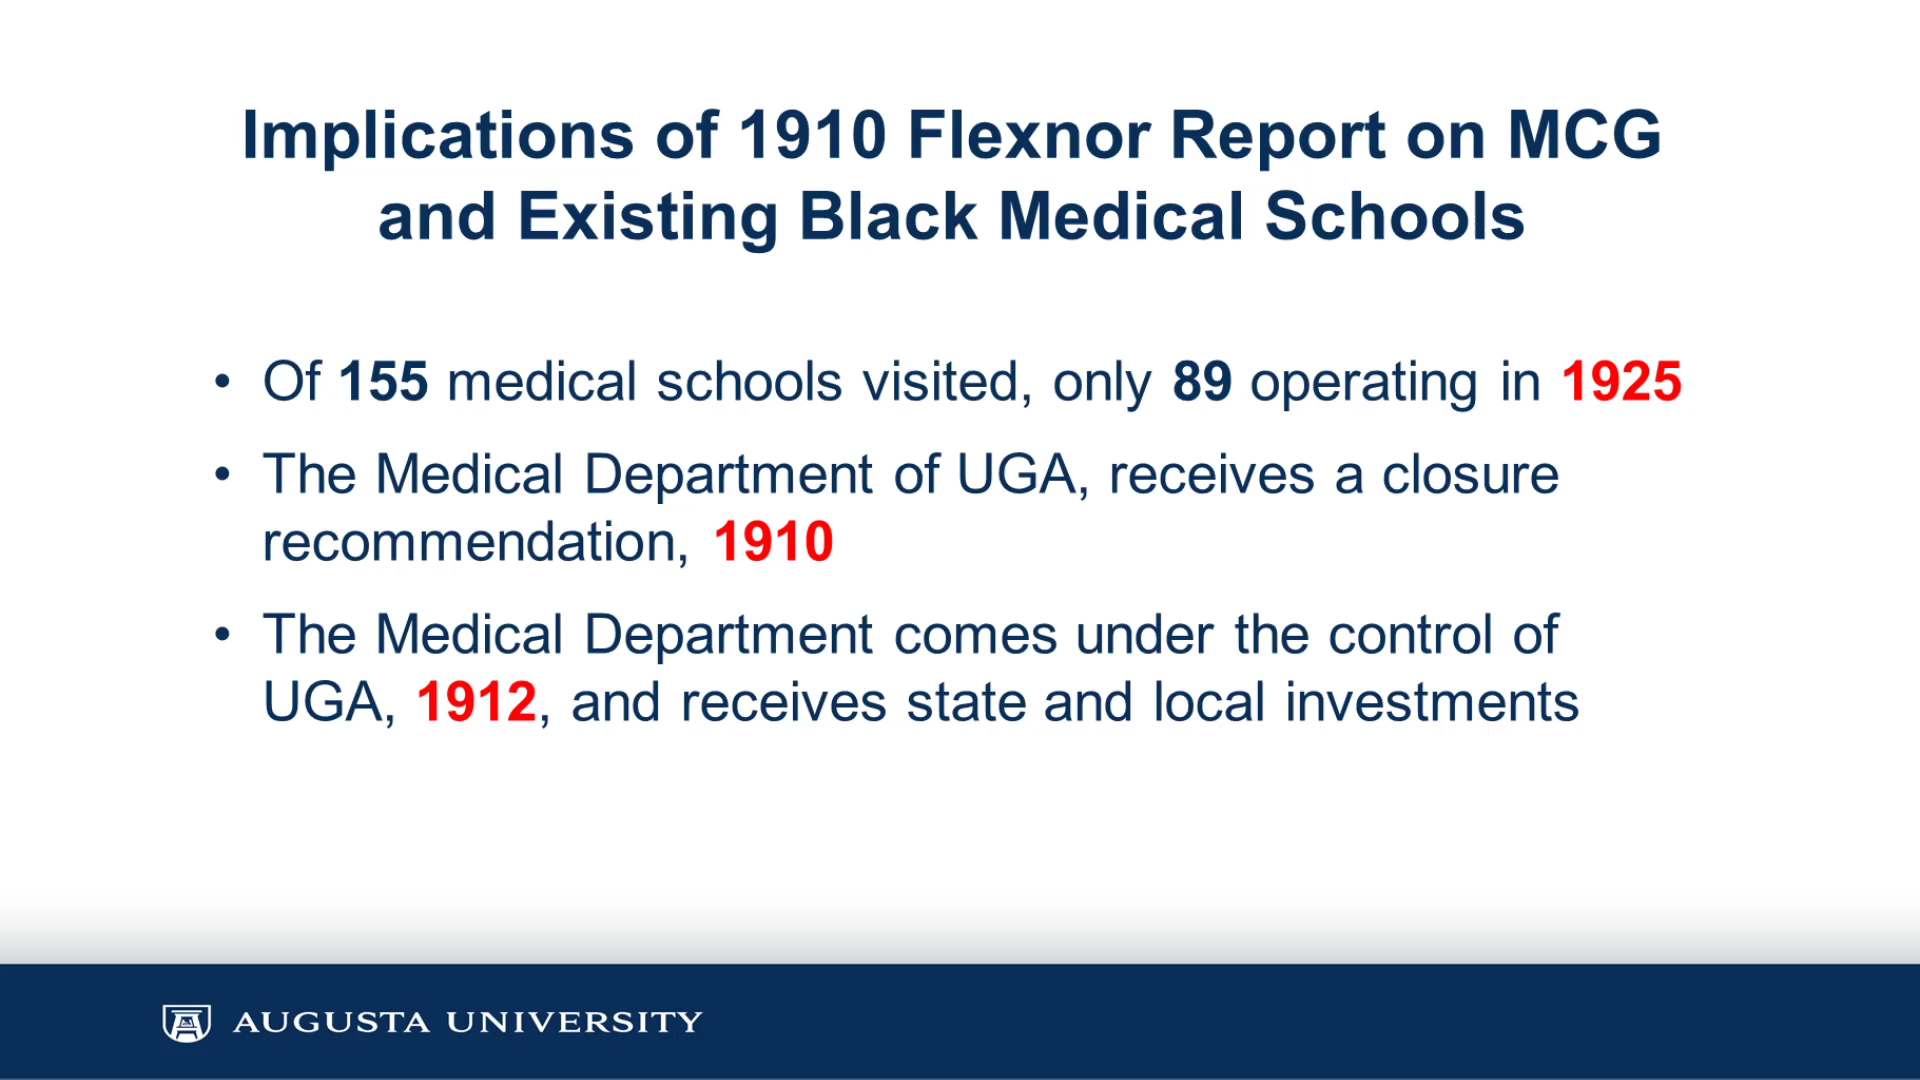 Implications of 1910 Flexnor Report on MCG
and Existing Black Medical Schools
• Of 155 medical schools visited, only 89 operating in 1925
• The Medical Department of UGA, receives a closure
recommendation, 1910
• The Medical Department comes under the control of
UGA, 1912, and receives state and local investments
AUGUSTA UNIVERSITY